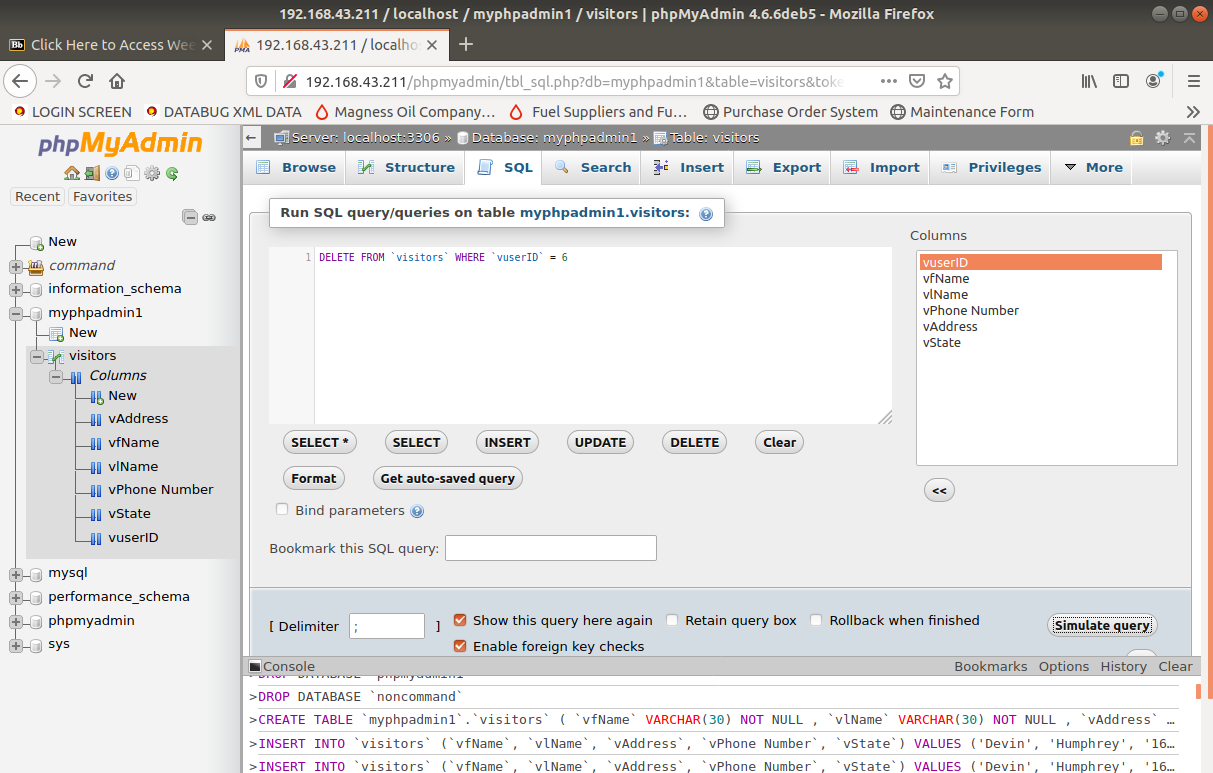 192.168.43.211 / localhost / myphpadmin1 / visitors | phpMyAdmin 4.6.6deb5 - Mozilla Firefox
Bb Click Here to Access Wee
PMA 192.168.43.211 / localho
192.168.43.211/phpmyadmin/tbl_sql.php?db=myphpadmin1&table=visitors&toke
LOGIN SCREEN DATABUG XML DATA Magness Oil Company… Fuel Suppliers and Fu… Purchase Order System Maintenance Form
phpMyAdmin
Recent Favorites
New
command
information_schema
myphpadmin1
New
visitors
Columns
New
vAddress
vfName
vlName
vPhone Number
vState
vuserID
mysql
performance_schema
phpmyadmin
sys
Server: localhost:3306 » Database: myphpadmin1 » Table: visitors
Browse Structure SQL Search Insert Export Import Privileges More
Run SQL query/queries on table myphpadmin1.visitors:
1 DELETE FROM `visitors` WHERE `vuserID` = 6
Columns
vuserID
vfName
vlName
vPhone Number
vAddress
vState
SELECT * SELECT INSERT UPDATE DELETE Clear
Format Get auto-saved query
<<
Bind parameters
Bookmark this SQL query:
[ Delimiter ; ] Show this query here again Retain query box Rollback when finished Simulate query
Enable foreign key checks
Console Bookmarks Options History Clear
>DROP DATABASE `phpmyadmin`
>DROP DATABASE `noncommand`
>CREATE TABLE `myphpadmin1`.`visitors` ( `vfName` VARCHAR(30) NOT NULL , `vlName` VARCHAR(30) NOT NULL , `vAddress` …
>INSERT INTO `visitors` (`vfName`, `vlName`, `vAddress`, `vPhone Number`, `vState`) VALUES ('Devin', 'Humphrey', '16…
>INSERT INTO `visitors` (`vfName`, `vlName`, `vAddress`, `vPhone Number`, `vState`) VALUES ('Devin', 'Humphrey', '16…